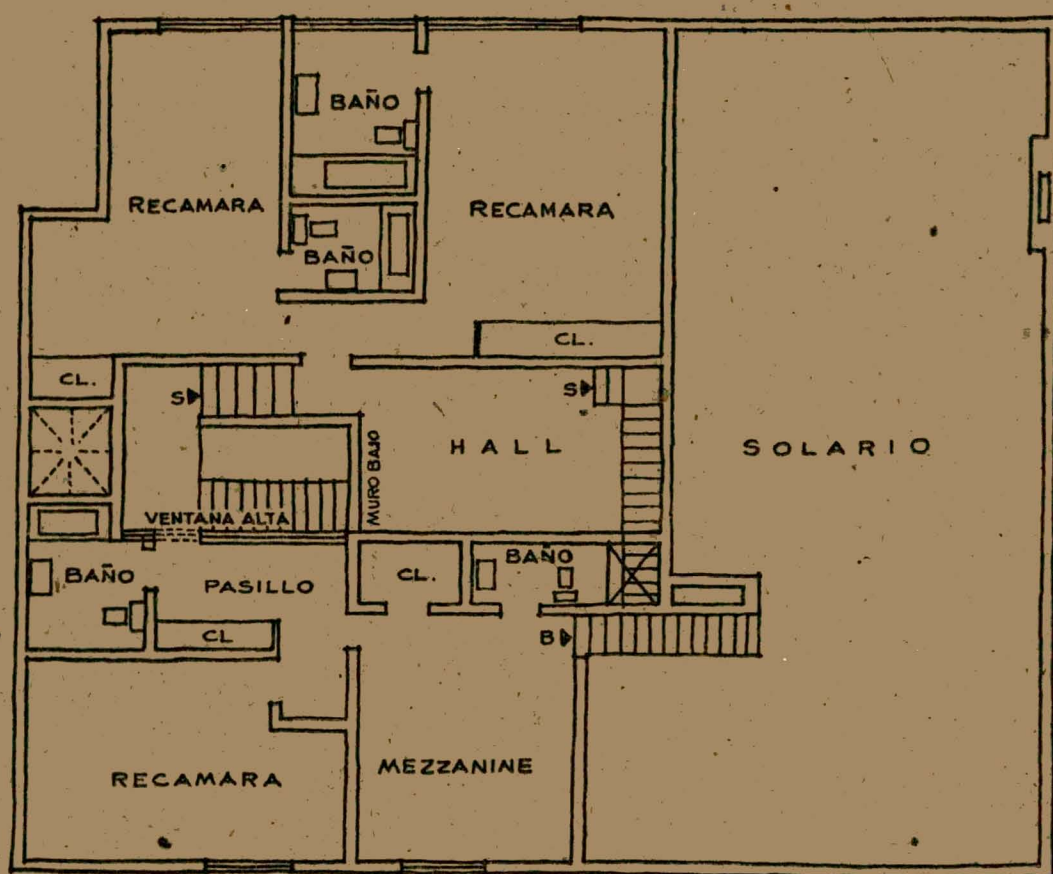 BAÑO
RECAMARA
RECAMARA
BAÑO
CL.
CL.
S
S
HALL
SOLARIO
MURO BAJO
VENTANA ALTA
BAÑO
BAÑO
CL.
PASILLO
CL
B
MEZZANINE
RECAMARA